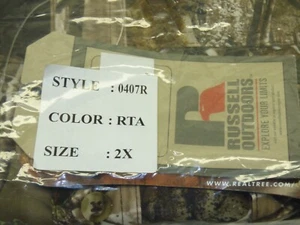 STYLE : 0407R
COLOR : RTA
SIZE : 2X
R
RUSSELL
OUTDOORS
EXPLORE YOUR LIMITS
WWW.REALTREE.COM